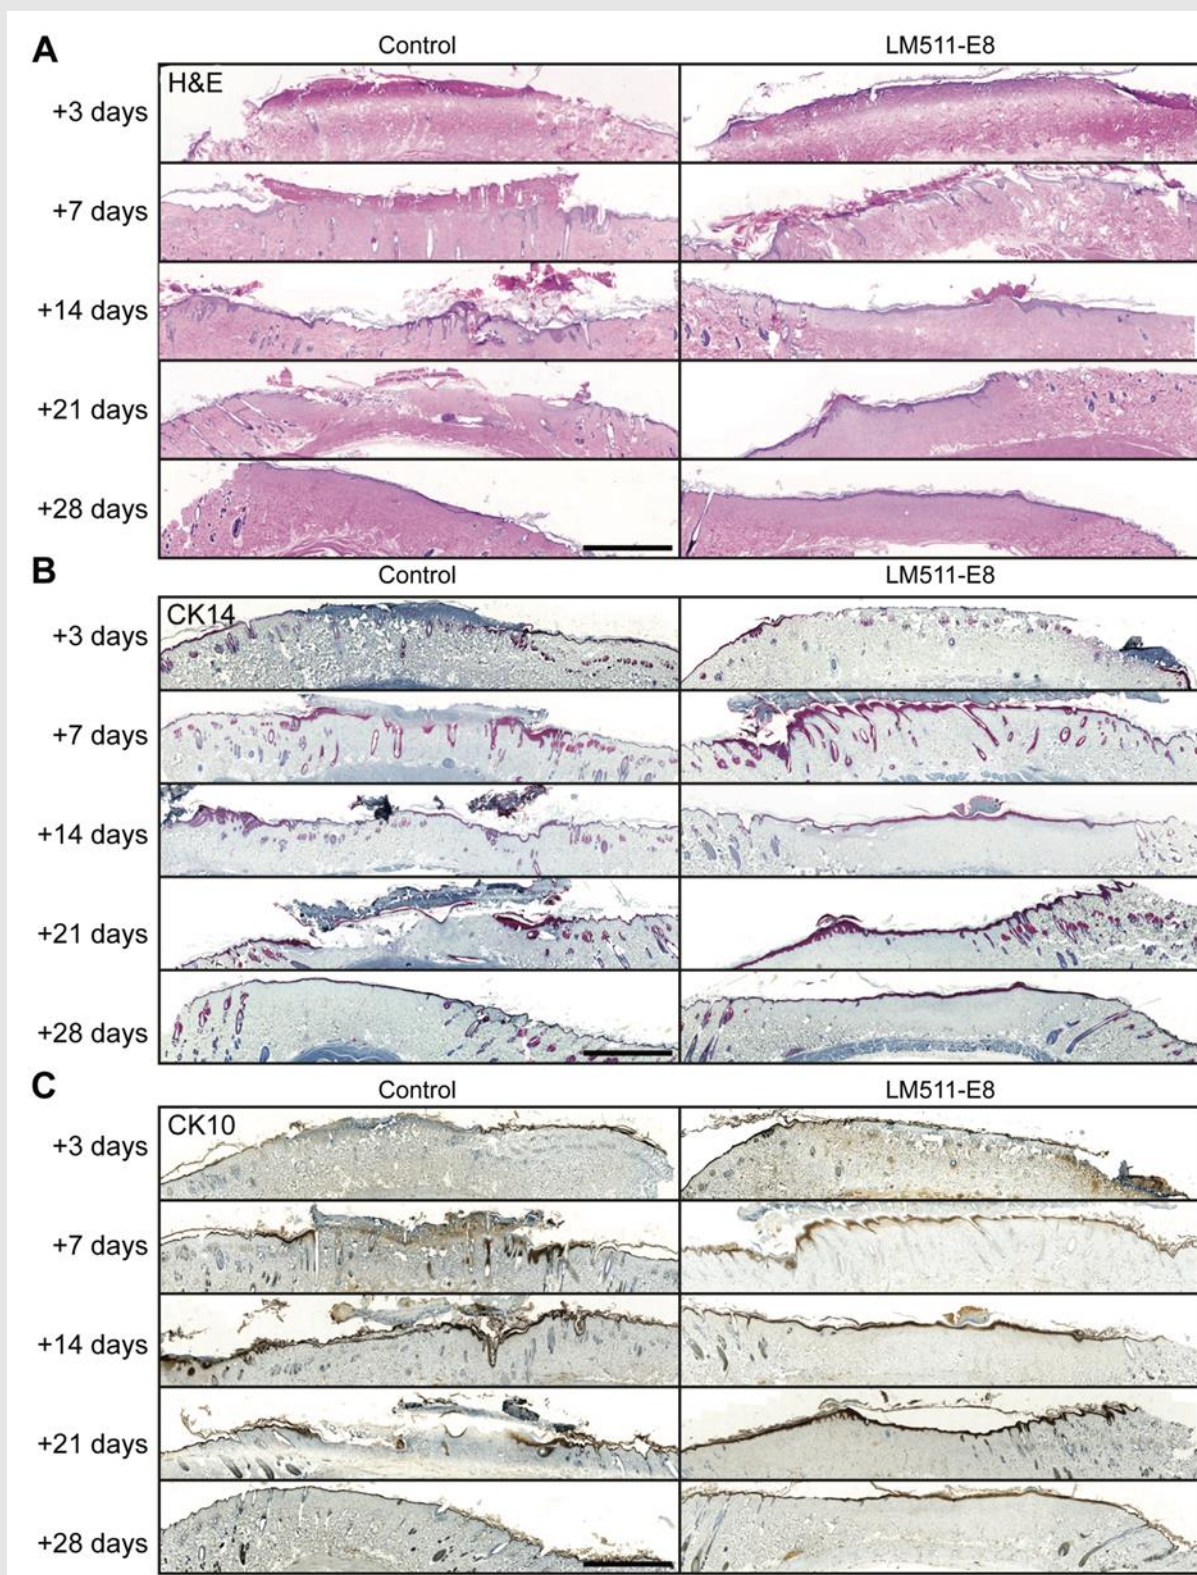 A
Control LM511-E8
H&E
+3 days
+7 days
+14 days
+21 days
+28 days
B
Control LM511-E8
CK14
+3 days
+7 days
+14 days
+21 days
+28 days
C
Control LM511-E8
CK10
+3 days
+7 days
+14 days
+21 days
+28 days